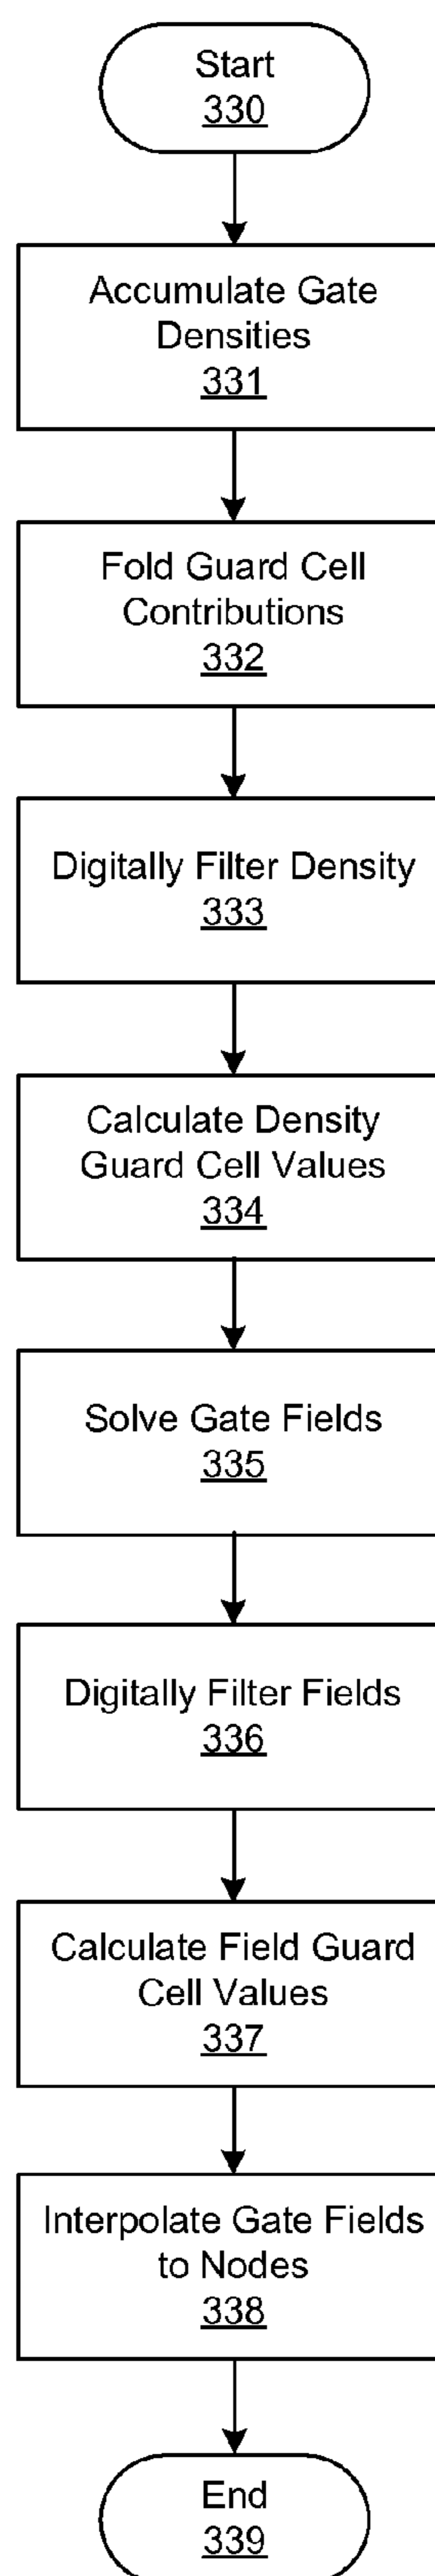 Start
330
Accumulate Gate
Densities
331
Fold Guard Cell
Contributions
332
Digitally Filter Density
333
Calculate Density
Guard Cell Values
334
Solve Gate Fields
335
Digitally Filter Fields
336
Calculate Field Guard
Cell Values
337
Interpolate Gate Fields
to Nodes
338
End
339